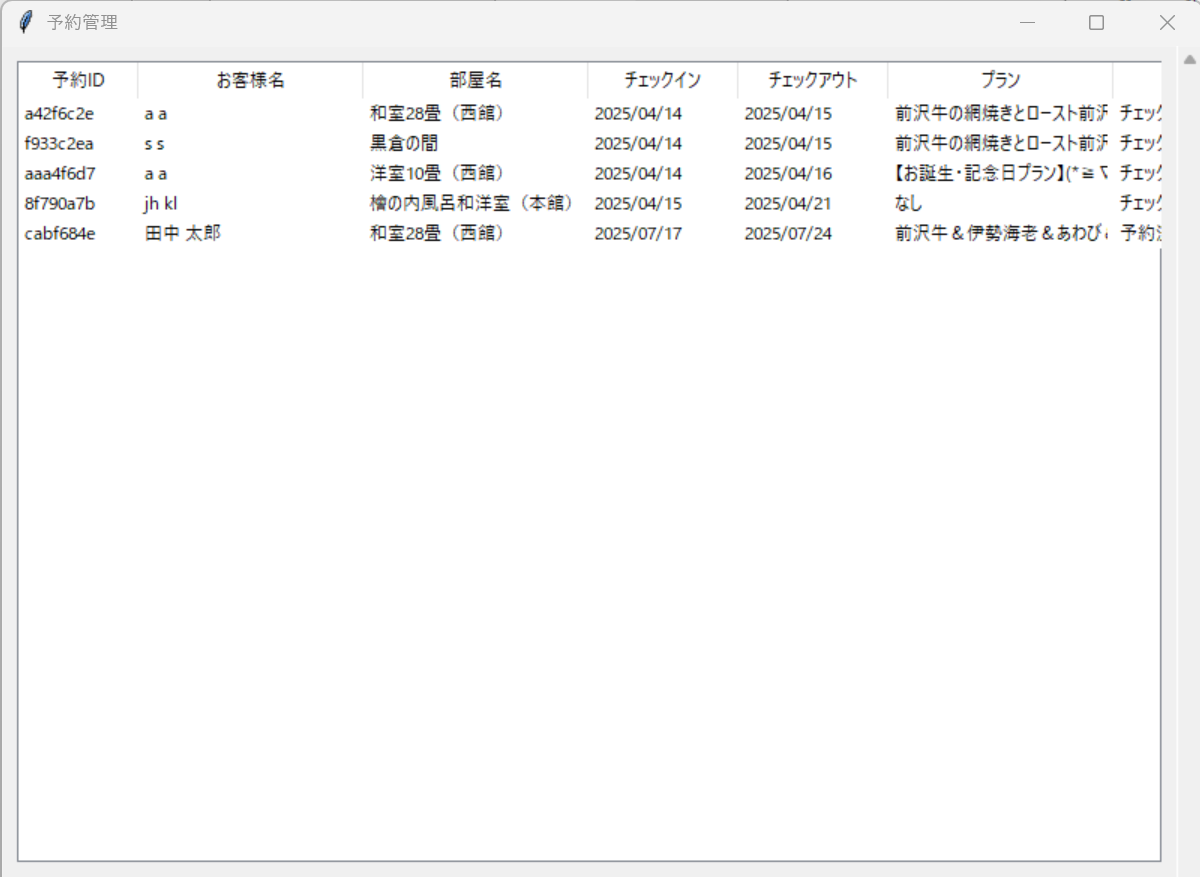 予約管理
予約ID お客様名 部屋名 チェックイン チェックアウト プラン
a42f6c2e a a 和室28畳（西館） 2025/04/14 2025/04/15 前沢牛の網焼きとロースト前沢 チェック
f933c2ea s s 黒倉の間 2025/04/14 2025/04/15 前沢牛の網焼きとロースト前沢 チェック
aaa4f6d7 a a 洋室10畳（西館） 2025/04/14 2025/04/16 【お誕生・記念日プラン】(*≧∇ チェック
8f790a7b jh kl 檜の内風呂和洋室（本館） 2025/04/15 2025/04/21 なし チェック
cabf684e 田中 太郎 和室28畳（西館） 2025/07/17 2025/07/24 前沢牛＆伊勢海老＆あわび 予約